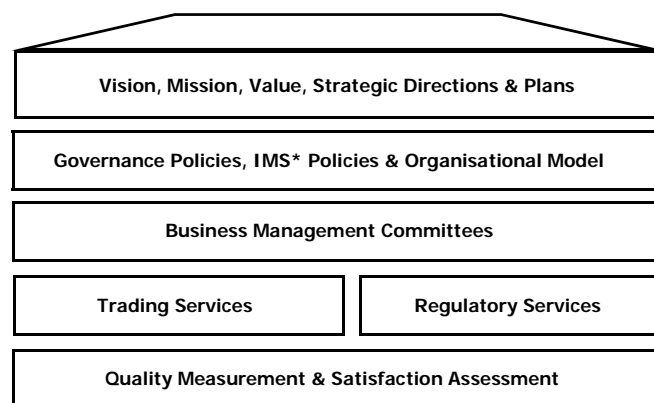 Vision, Mission, Value, Strategic Directions & Plans
Governance Policies, IMS* Policies & Organisational Model
Business Management Committees
Trading Services
Regulatory Services
Quality Measurement & Satisfaction Assessment